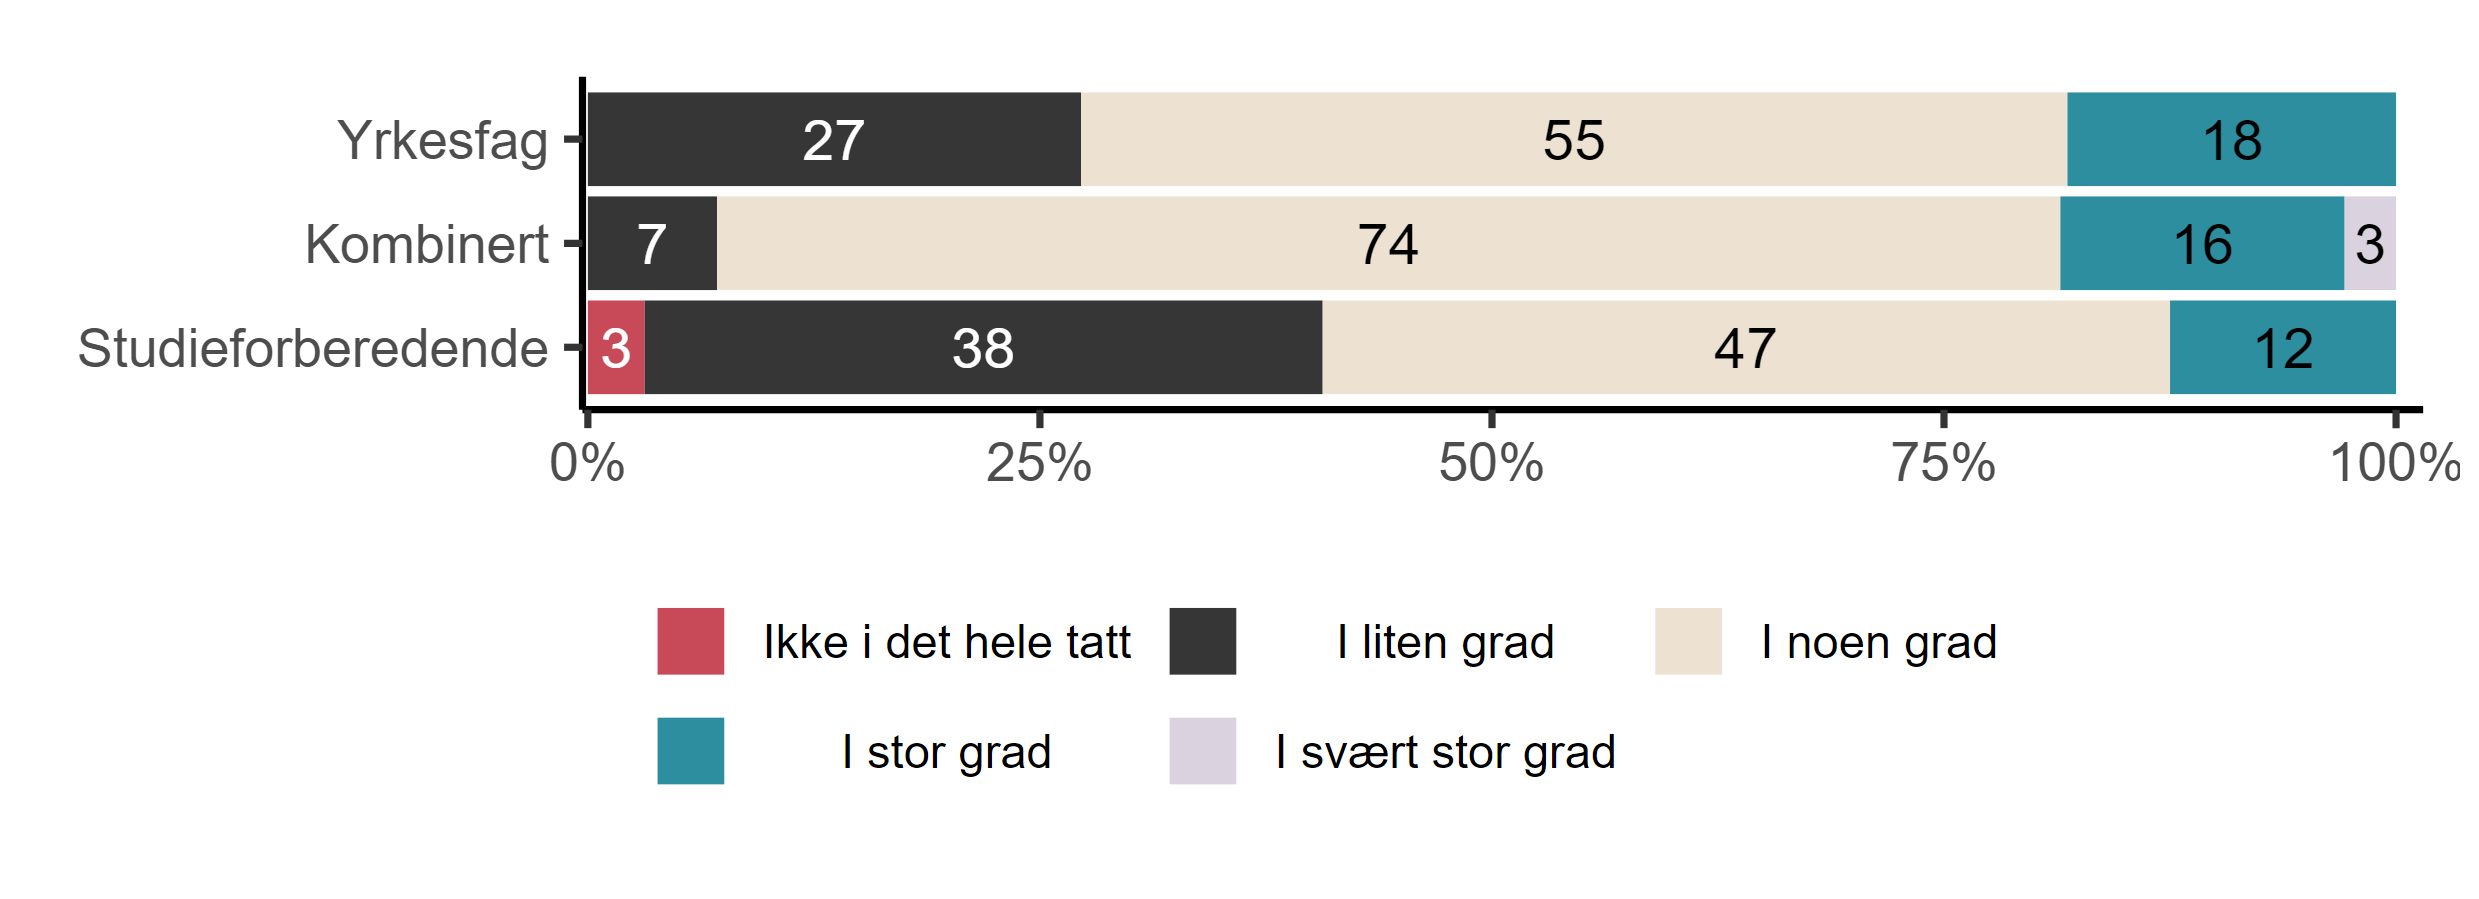 Yrkesfag 27 55 18
Kombinert 7 74 16 3
Studieforberedende 3 38 47 12
0% 25% 50% 75% 100%
Ikke i det hele tatt I liten grad I noen grad
I stor grad I svært stor grad